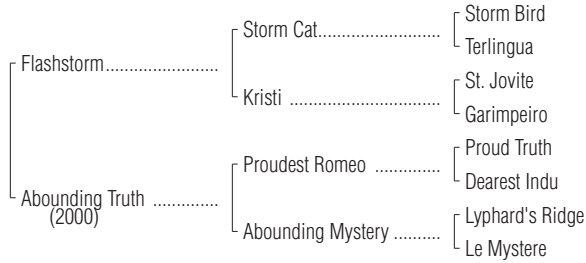 Storm Bird
Storm Cat..............................
Terlingua
Flashstorm...........................
St. Jovite
Kristi ....................................
Garimpeiro
Proud Truth
Proudest Romeo ................
Dearest Indu
Abounding Truth ...............
(2000)
Lyphard's Ridge
Abounding Mystery ...........
Le Mystere